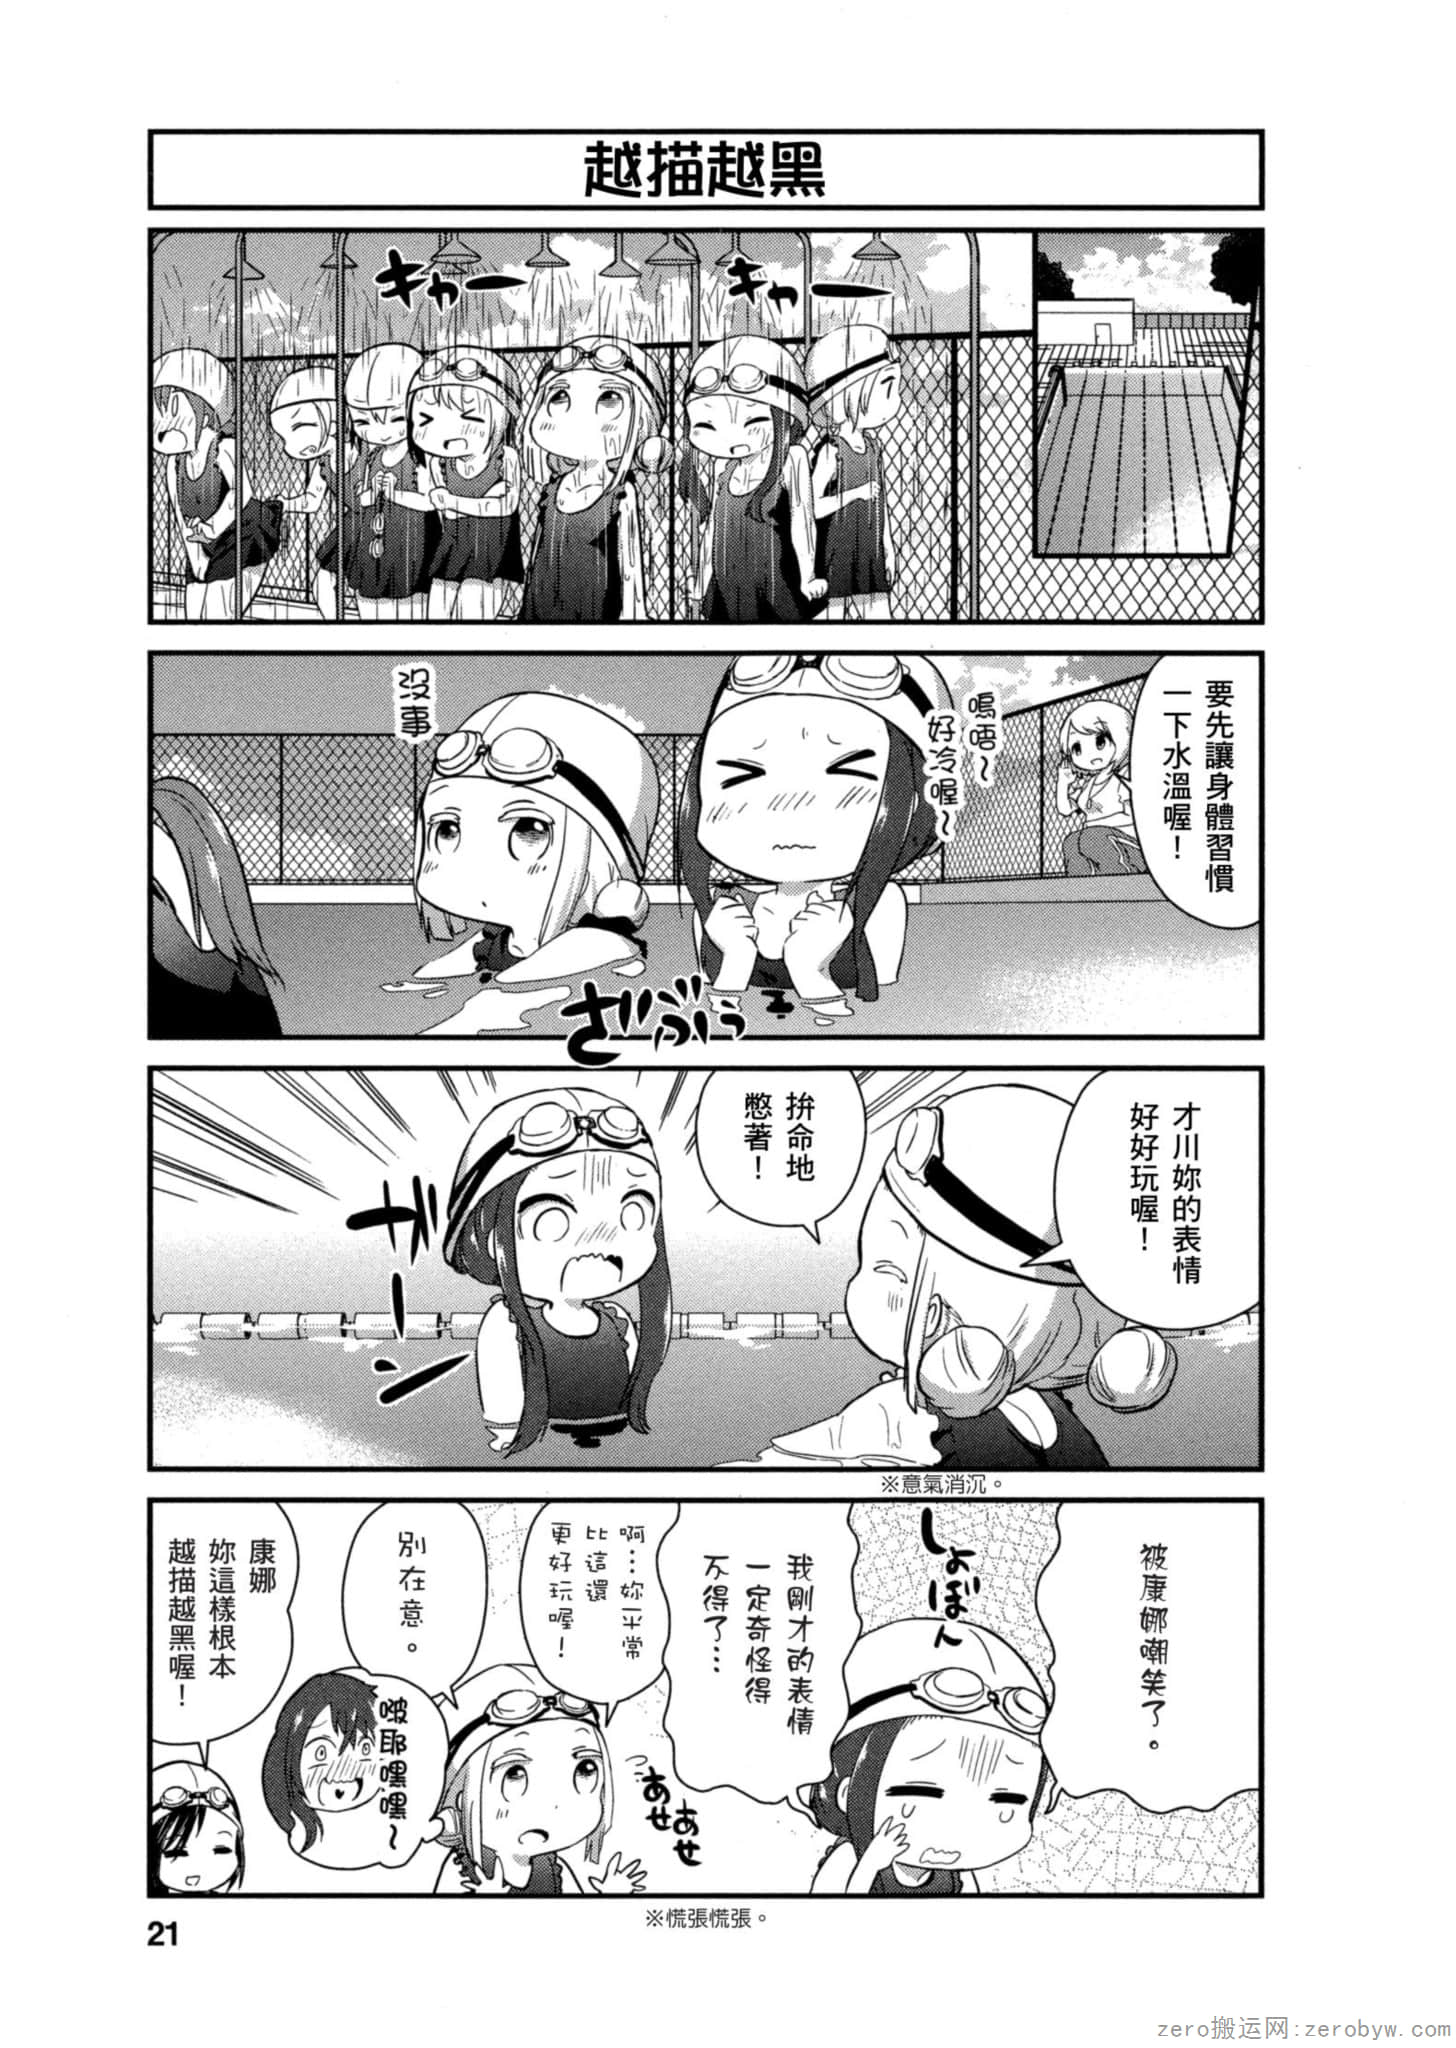 越描越黑
キャー
キャー
要先讓身體習慣
一下水溫喔！
嗚唔～
好冷喔～
沒事
ざぶぅ
才川妳的表情
好好玩喔！
拚命地
憋著！
ガーン
※意氣消沉。
被康娜嘲笑了。
しょぼん
我剛才的表情
一定奇怪得
不得了…
啊…妳平常
比這還
更好玩喔！
あせ
あせ
別在意。
啵耶嘿嘿～
康娜
妳這樣根本
越描越黑喔！
※慌張慌張。
21
zero搬运网:zerobyw.com